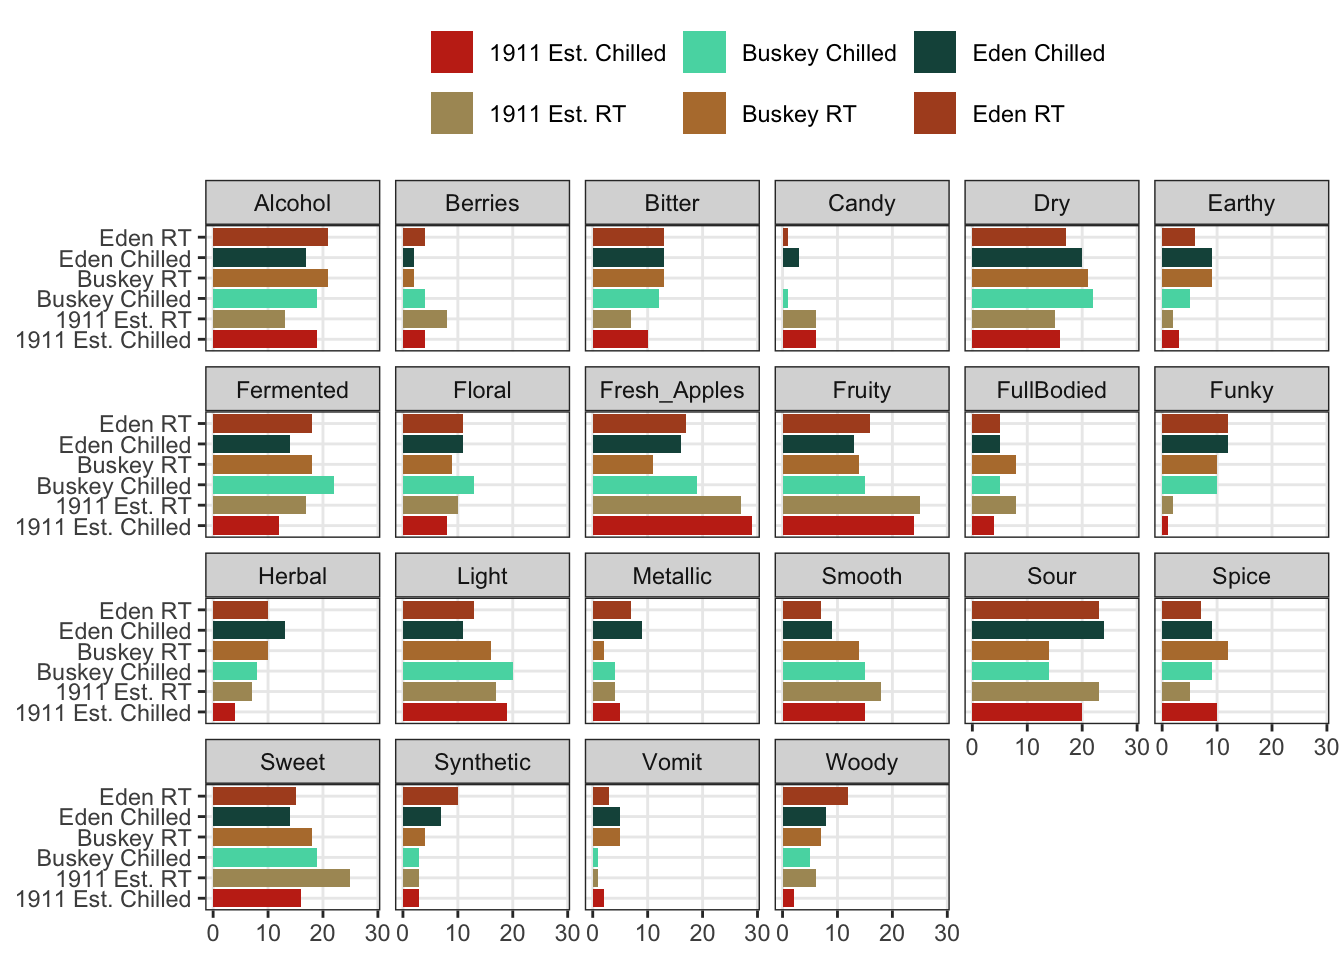 1911 Est. Chilled Buskey Chilled Eden Chilled
1911 Est. RT Buskey RT Eden RT
Alcohol Berries Bitter Candy Dry Earthy
Eden RT
Eden Chilled
Buskey RT
Buskey Chilled
1911 Est. RT
1911 Est. Chilled
Fermented Floral Fresh_Apples Fruity FullBodied Funky
Eden RT
Eden Chilled
Buskey RT
Buskey Chilled
1911 Est. RT
1911 Est. Chilled
Herbal Light Metallic Smooth Sour Spice
Eden RT
Eden Chilled
Buskey RT
Buskey Chilled
1911 Est. RT
1911 Est. Chilled
0 10 20 30 0 10 20 30
Sweet Synthetic Vomit Woody
Eden RT
Eden Chilled
Buskey RT
Buskey Chilled
1911 Est. RT
1911 Est. Chilled
0 10 20 30 0 10 20 30 0 10 20 30 0 10 20 30